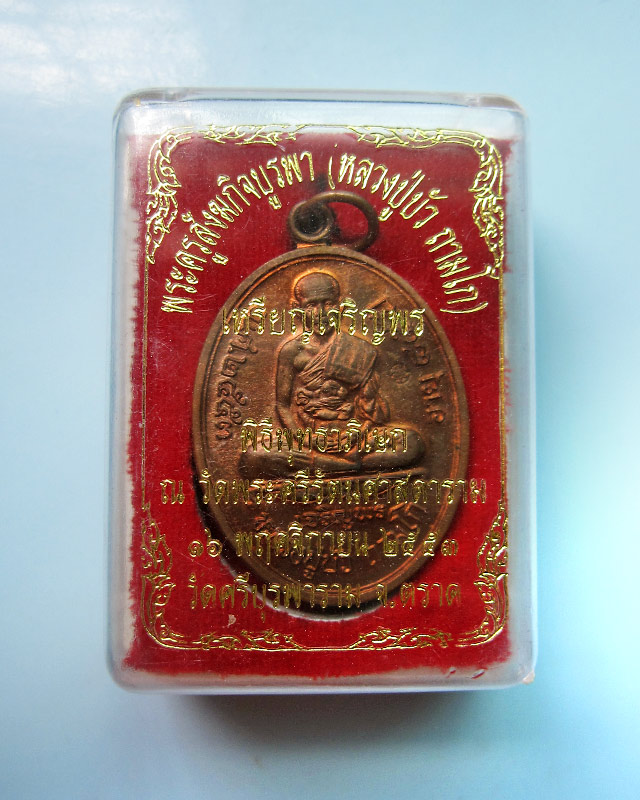 พระครูสังฆกิจบูรพา (หลวงปู่บัว ถามโก)
เหรียญเจริญพร
พิธีพุทธาภิเษก
ณ วัดพระศรีรัตนศาสดาราม
๑๖ พฤศจิกายน ๒๕๕๓
วัดศรีบุรพาราม จ.ตราด